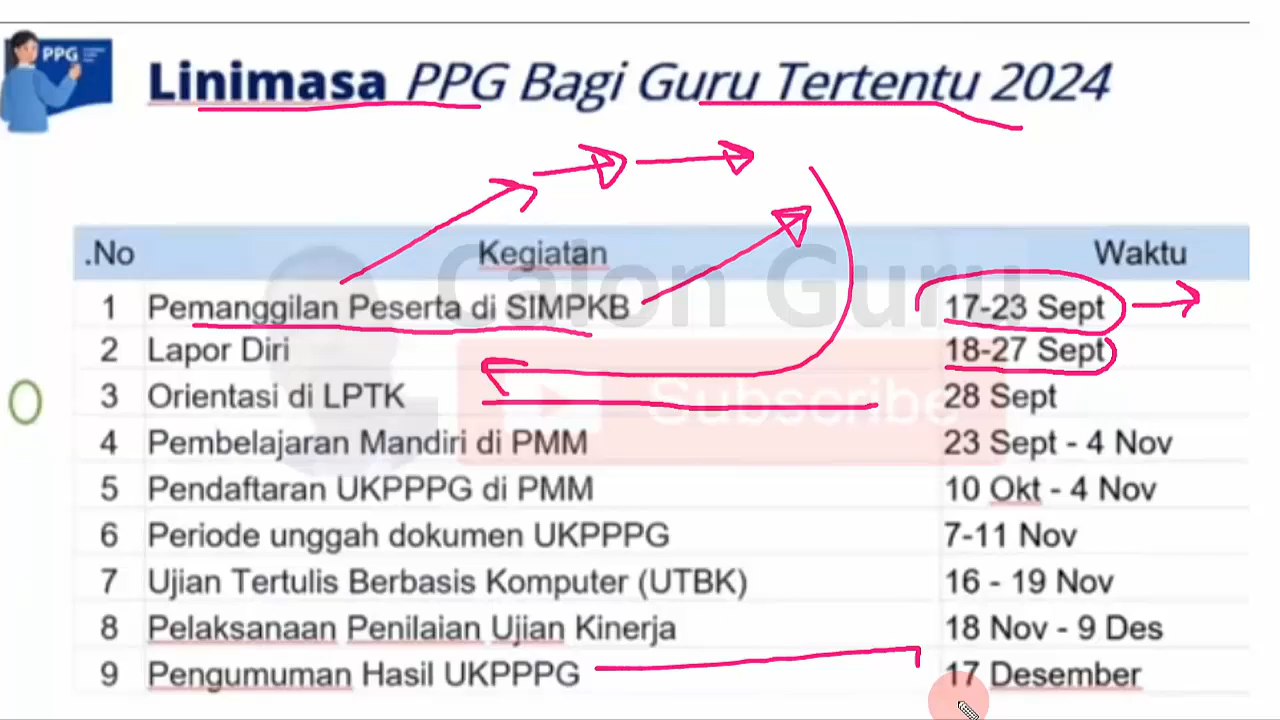 PPG
Linimasa PPG Bagi Guru Tertentu 2024
.No Kegiatan Waktu
Calon Guru
1 Pemanggilan Peserta di SIMPKB 17-23 Sept
2 Lapor Diri 18-27 Sept
3 Orientasi di LPTK 28 Sept
Subscribe
4 Pembelajaran Mandiri di PMM 23 Sept - 4 Nov
5 Pendaftaran UKPPPG di PMM 10 Okt - 4 Nov
6 Periode unggah dokumen UKPPPG 7-11 Nov
7 Ujian Tertulis Berbasis Komputer (UTBK) 16 - 19 Nov
8 Pelaksanaan Penilaian Ujian Kinerja 18 Nov - 9 Des
9 Pengumuman Hasil UKPPPG 17 Desember